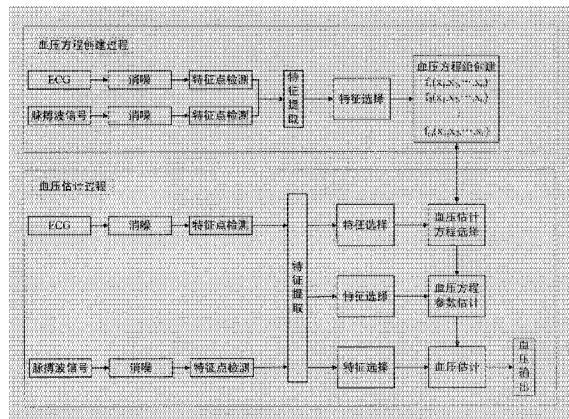 血压方程创建过程
ECG
消噪
特征点检测
脉搏波信号
消噪
特征点检测
特征提取
特征选择
血压方程组创建
血压估计过程
ECG
消噪
特征点检测
脉搏波信号
消噪
特征点检测
特征提取
特征选择
血压估计
方程选择
特征选择
血压方程
参数估计
特征选择
血压估计
血压输出